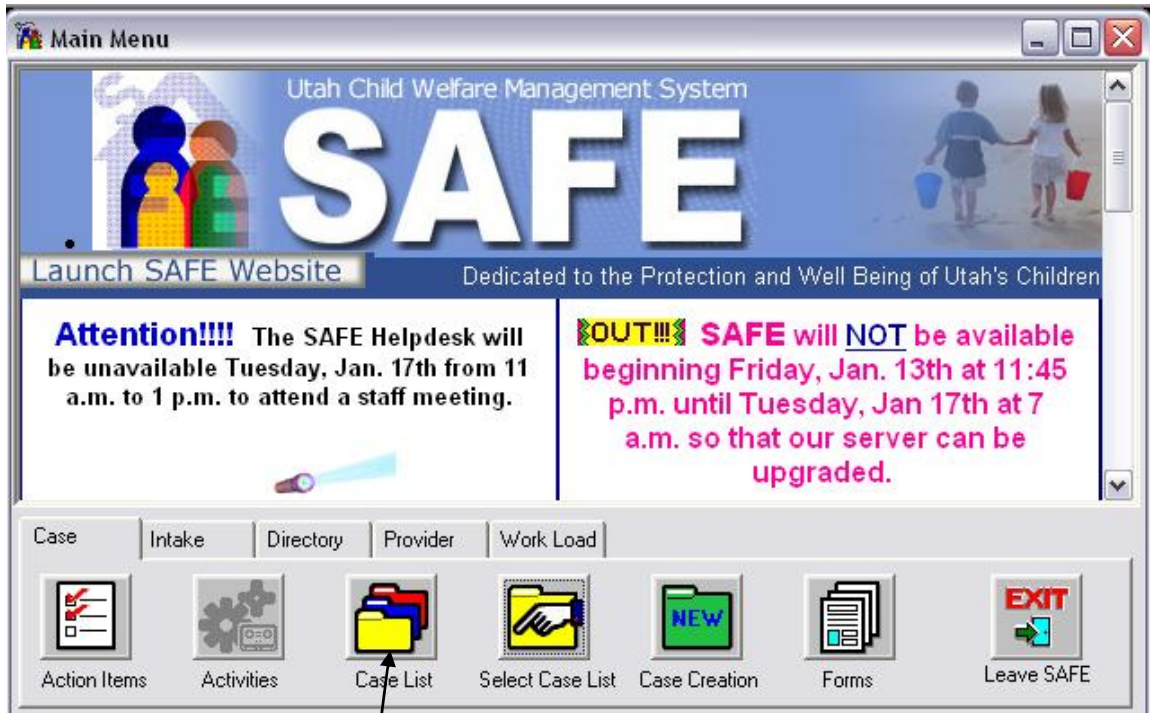 Main Menu
Utah Child Welfare Management System
SAFE
Launch SAFE Website
Dedicated to the Protection and Well Being of Utah's Children
Attention!!!! The SAFE Helpdesk will
be unavailable Tuesday, Jan. 17th from 11
a.m. to 1 p.m. to attend a staff meeting.
OUT!!! SAFE will NOT be available
beginning Friday, Jan. 13th at 11:45
p.m. until Tuesday, Jan 17th at 7
a.m. so that our server can be
upgraded.
Case Intake Directory Provider Work Load
NEW
EXIT
Action Items Activities Case List Select Case List Case Creation Forms Leave SAFE